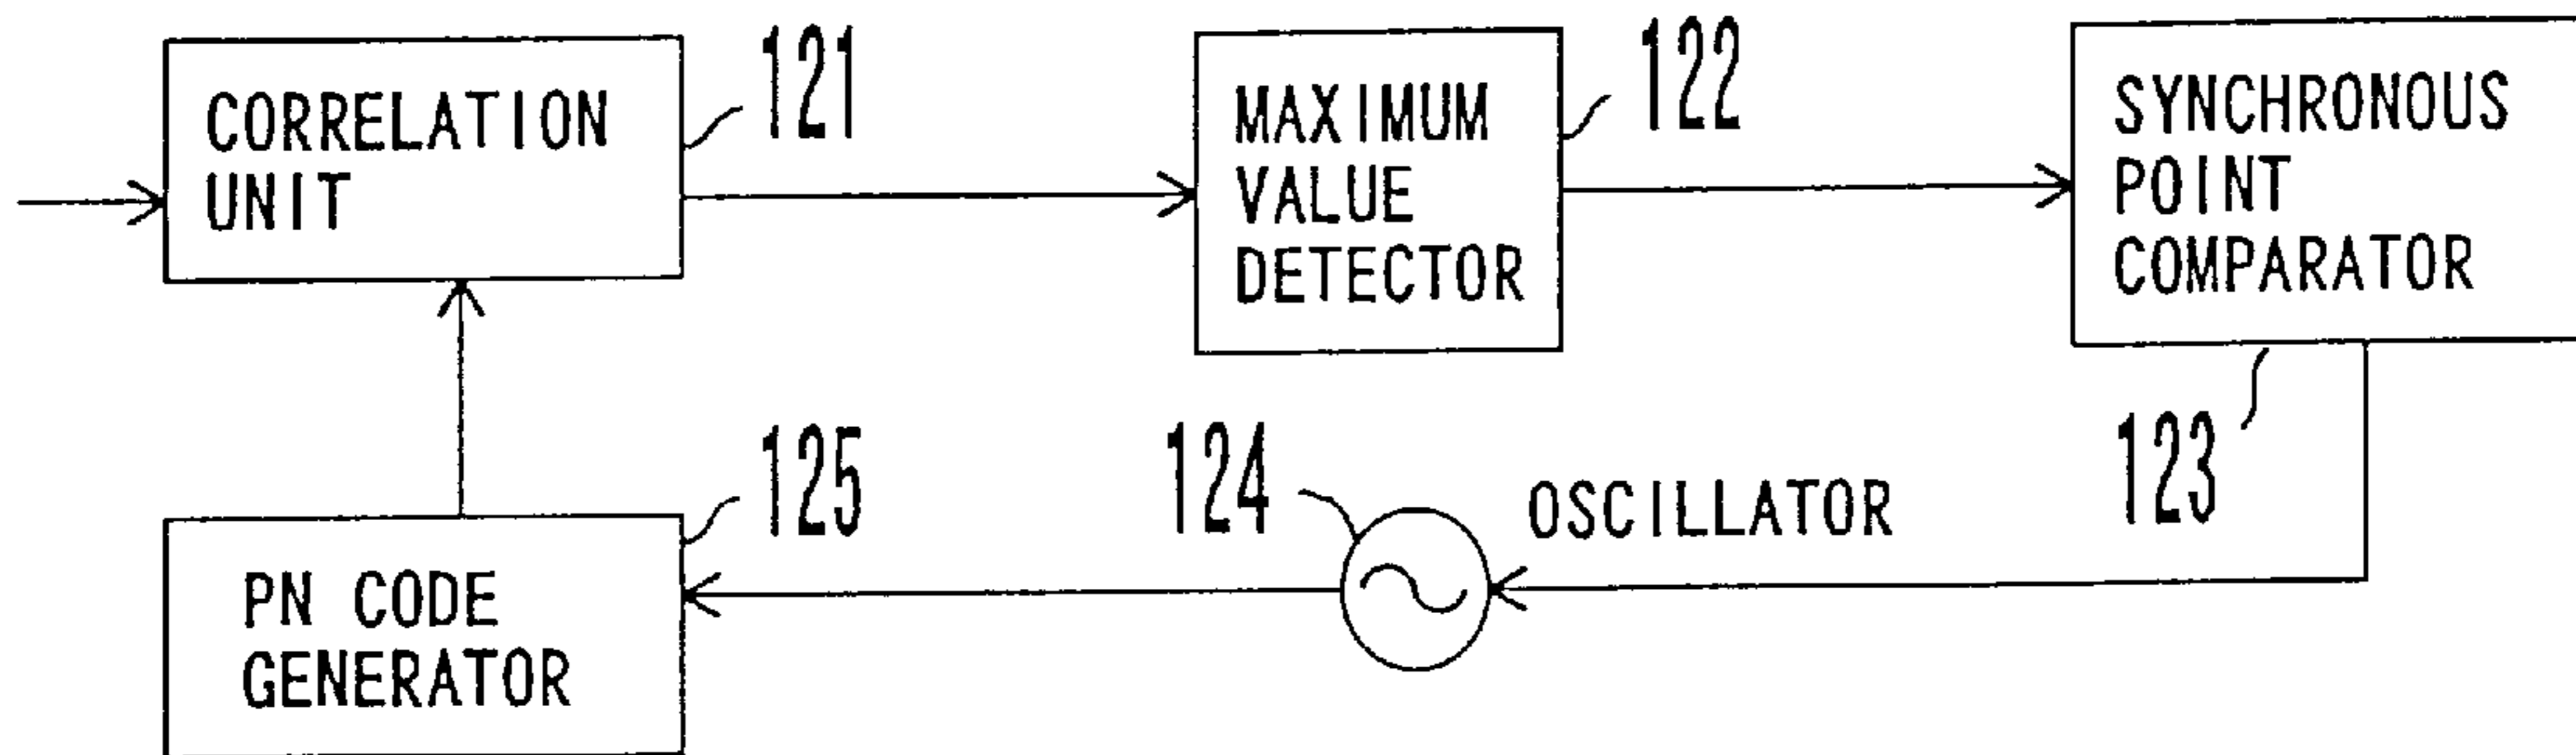 CORRELATION
UNIT
121
MAXIMUM
VALUE
DETECTOR
122
SYNCHRONOUS
POINT
COMPARATOR
123
PN CODE
GENERATOR
125
124
OSCILLATOR